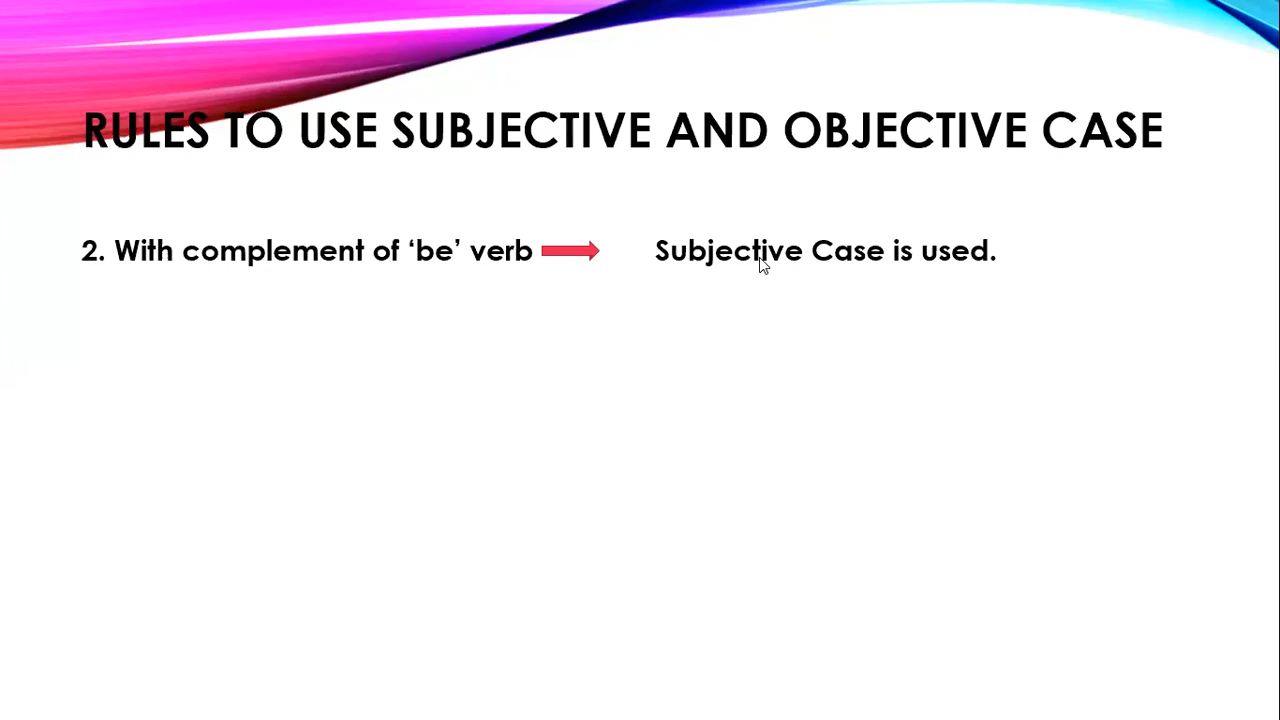 RULES TO USE SUBJECTIVE AND OBJECTIVE CASE
2. With complement of ‘be’ verb Subjective Case is used.